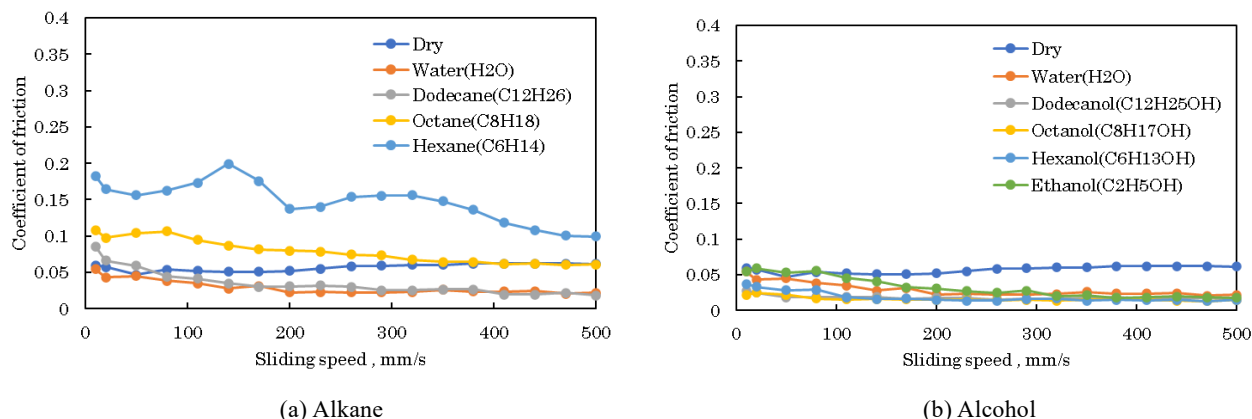 0.4
0.35
0.3
0.25
0.2
0.15
0.1
0.05
0
Coefficient of friction
Dry
Water(H2O)
Dodecane(C12H26)
Octane(C8H18)
Hexane(C6H14)
0 100 200 300 400 500
Sliding speed , mm/s
(a) Alkane
0.4
0.35
0.3
0.25
0.2
0.15
0.1
0.05
0
Coefficient of friction
Dry
Water(H2O)
Dodecanol(C12H25OH)
Octanol(C8H17OH)
Hexanol(C6H13OH)
Ethanol(C2H5OH)
0 100 200 300 400 500
Sliding speed , mm/s
(b) Alcohol